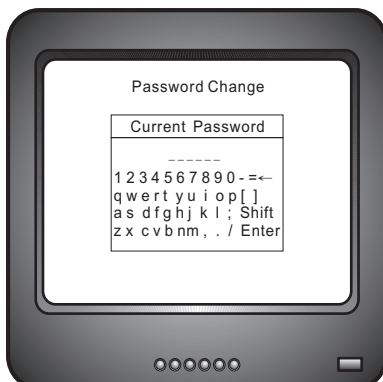 Password Change
Current Password
______
1 2 3 4 5 6 7 8 9 0 - = ←
q w e r t y u i o p [ ]
a s d f g h j k l ; Shift
z x c v b n m , . / Enter